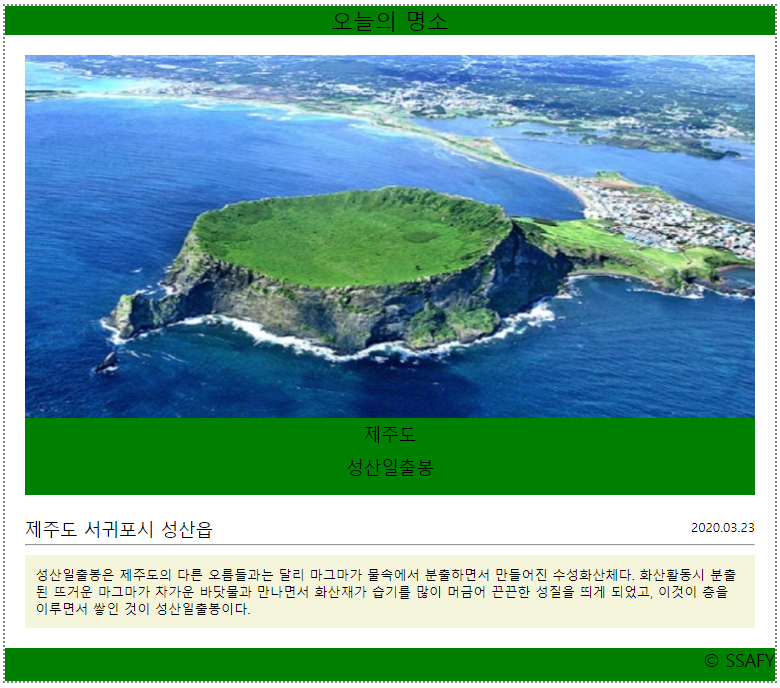 오늘의 명소
제주도
성산일출봉
제주도 서귀포시 성산읍
2020.03.23
성산일출봉은 제주도의 다른 오름들과는 달리 마그마가 물속에서 분출하면서 만들어진 수성화산체다. 화산활동시 분출
된 뜨거운 마그마가 차가운 바닷물과 만나면서 화산재가 습기를 많이 머금어 끈끈한 성질을 띄게 되었고, 이것이 층을
이루면서 쌓인 것이 성산일출봉이다.
© SSAFY